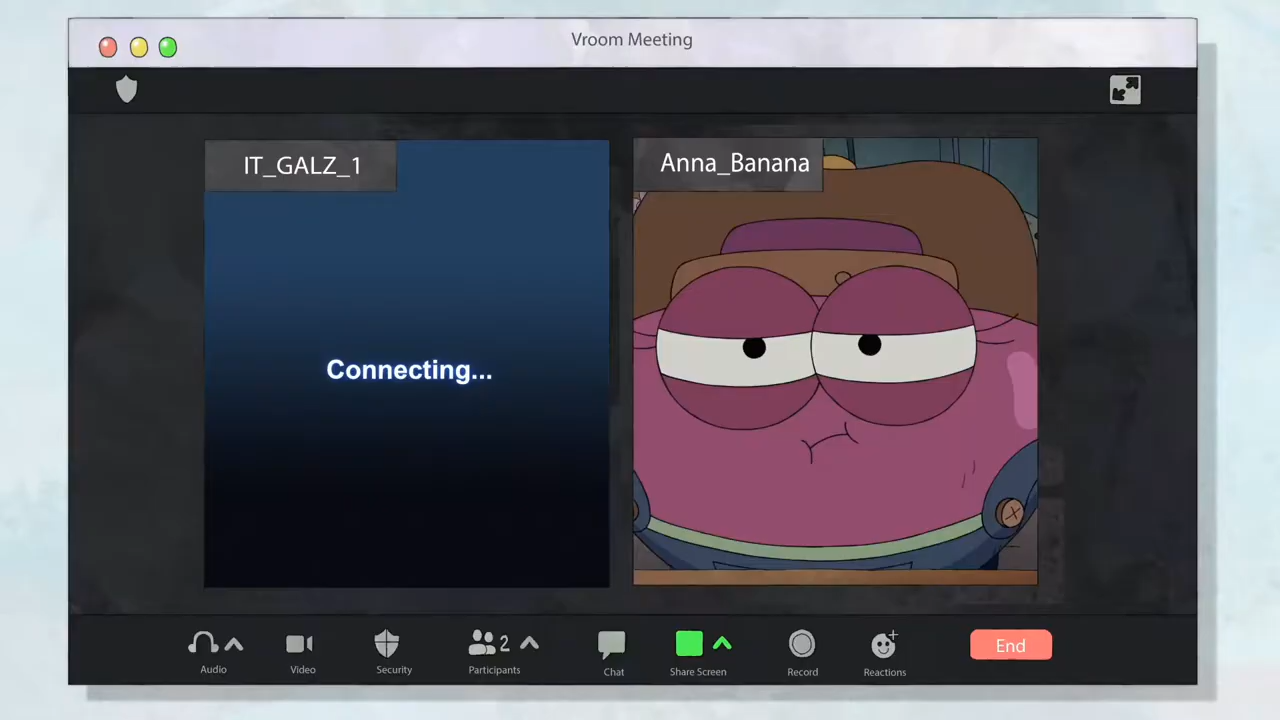 Vroom Meeting
IT_GALZ_1
Anna_Banana
Connecting...
2
Audio
Video
Security
Participants
Chat
Share Screen
Record
Reactions
End